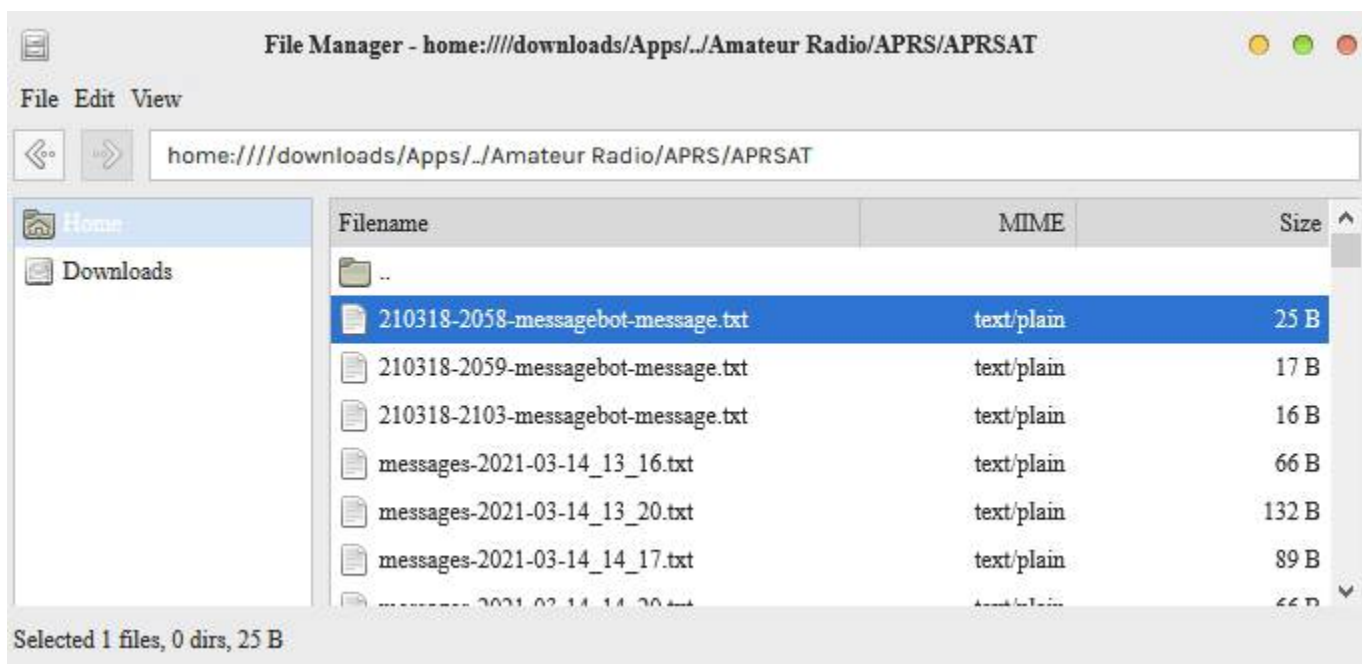 File Manager - home:////downloads/Apps/../Amateur Radio/APRS/APRSAT
File Edit View
home:////downloads/Apps/../Amateur Radio/APRS/APRSAT
Home
Downloads
Filename MIME Size
..
210318-2058-messagebot-message.txt text/plain 25 B
210318-2059-messagebot-message.txt text/plain 17 B
210318-2103-messagebot-message.txt text/plain 16 B
messages-2021-03-14_13_16.txt text/plain 66 B
messages-2021-03-14_13_20.txt text/plain 132 B
messages-2021-03-14_14_17.txt text/plain 89 B
Selected 1 files, 0 dirs, 25 B